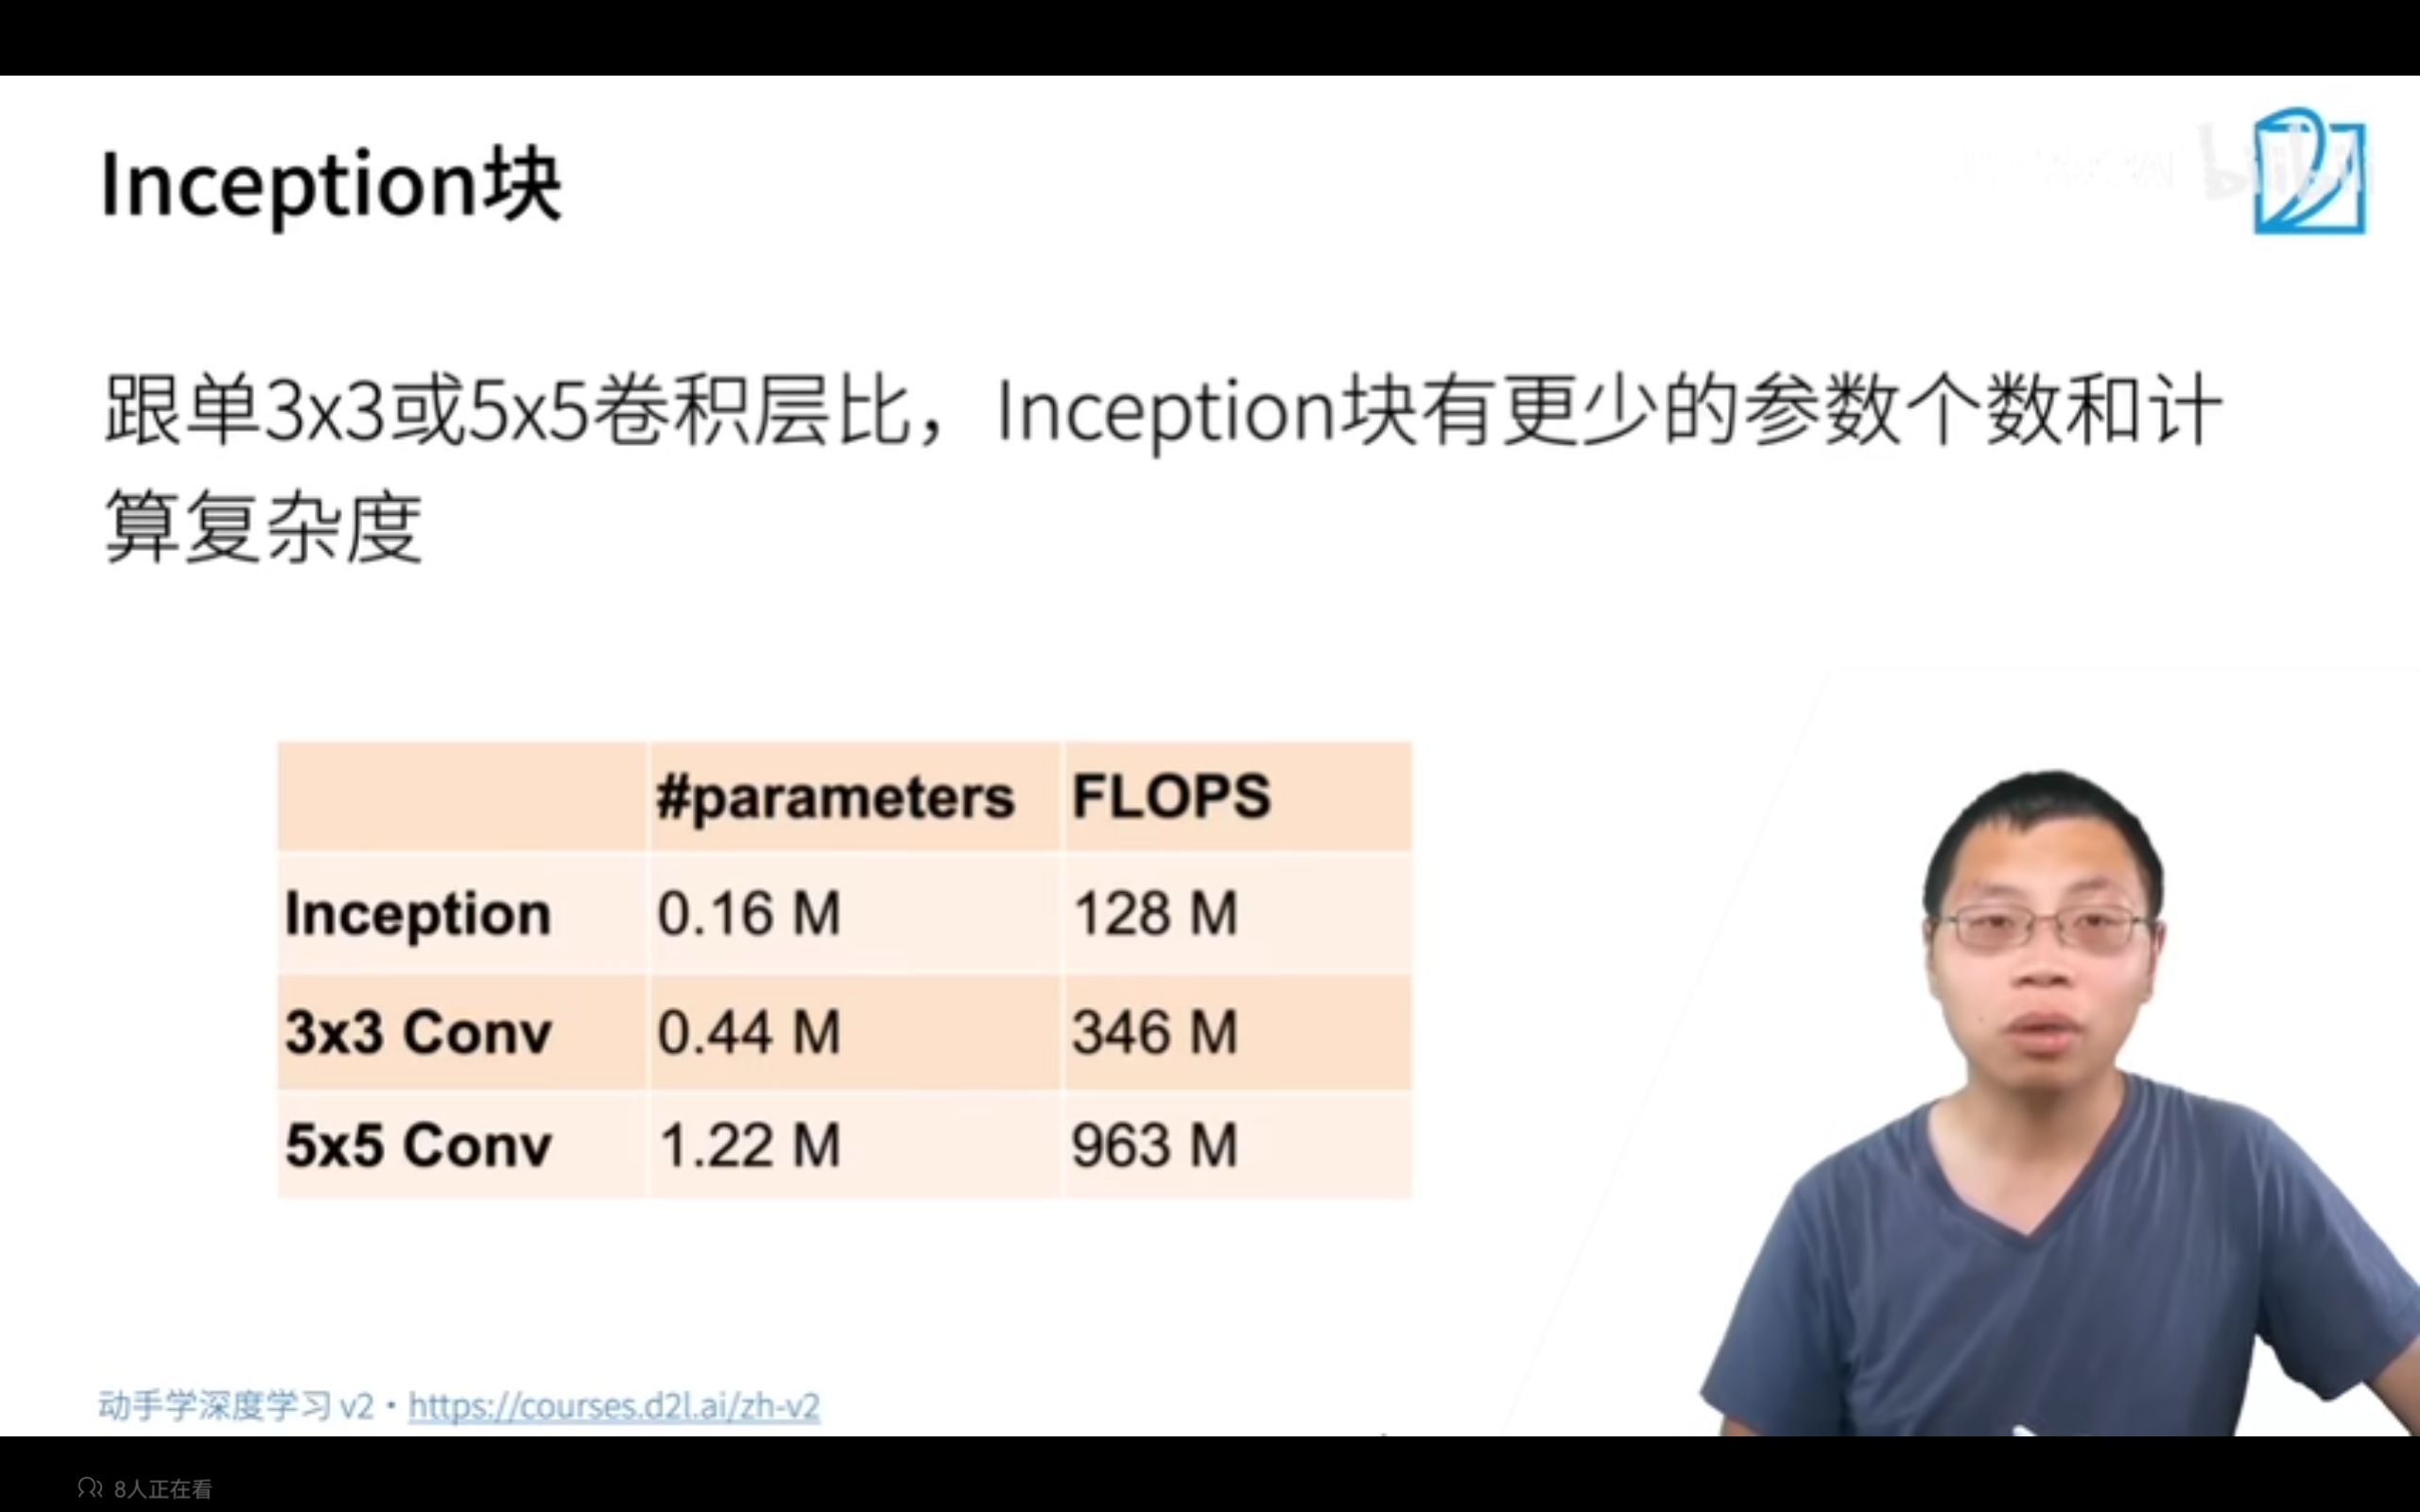 Inception块
bilibili
跟单3x3或5x5卷积层比，Inception块有更少的参数个数和计
算复杂度
#parameters FLOPS
Inception 0.16 M 128 M
3x3 Conv 0.44 M 346 M
5x5 Conv 1.22 M 963 M
动手学深度学习 v2 · https://courses.d2l.ai/zh-v2
8人正在看